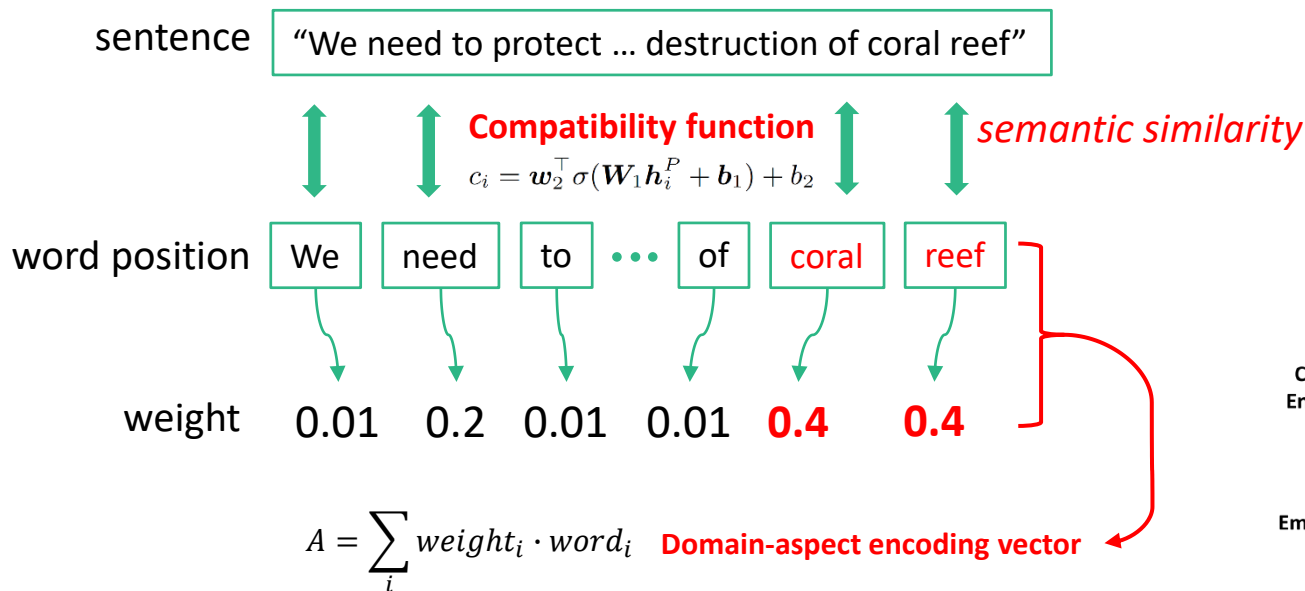 sentence
“We need to protect … destruction of coral reef”
Compatibility function
semantic similarity
c_i = w_2^⊤ σ(W_1 h_i^P + b_1) + b_2
word position
We need to ••• of coral reef
weight
0.01 0.2 0.01 0.01 0.4 0.4
A = ∑_i weight_i · word_i Domain-aspect encoding vector